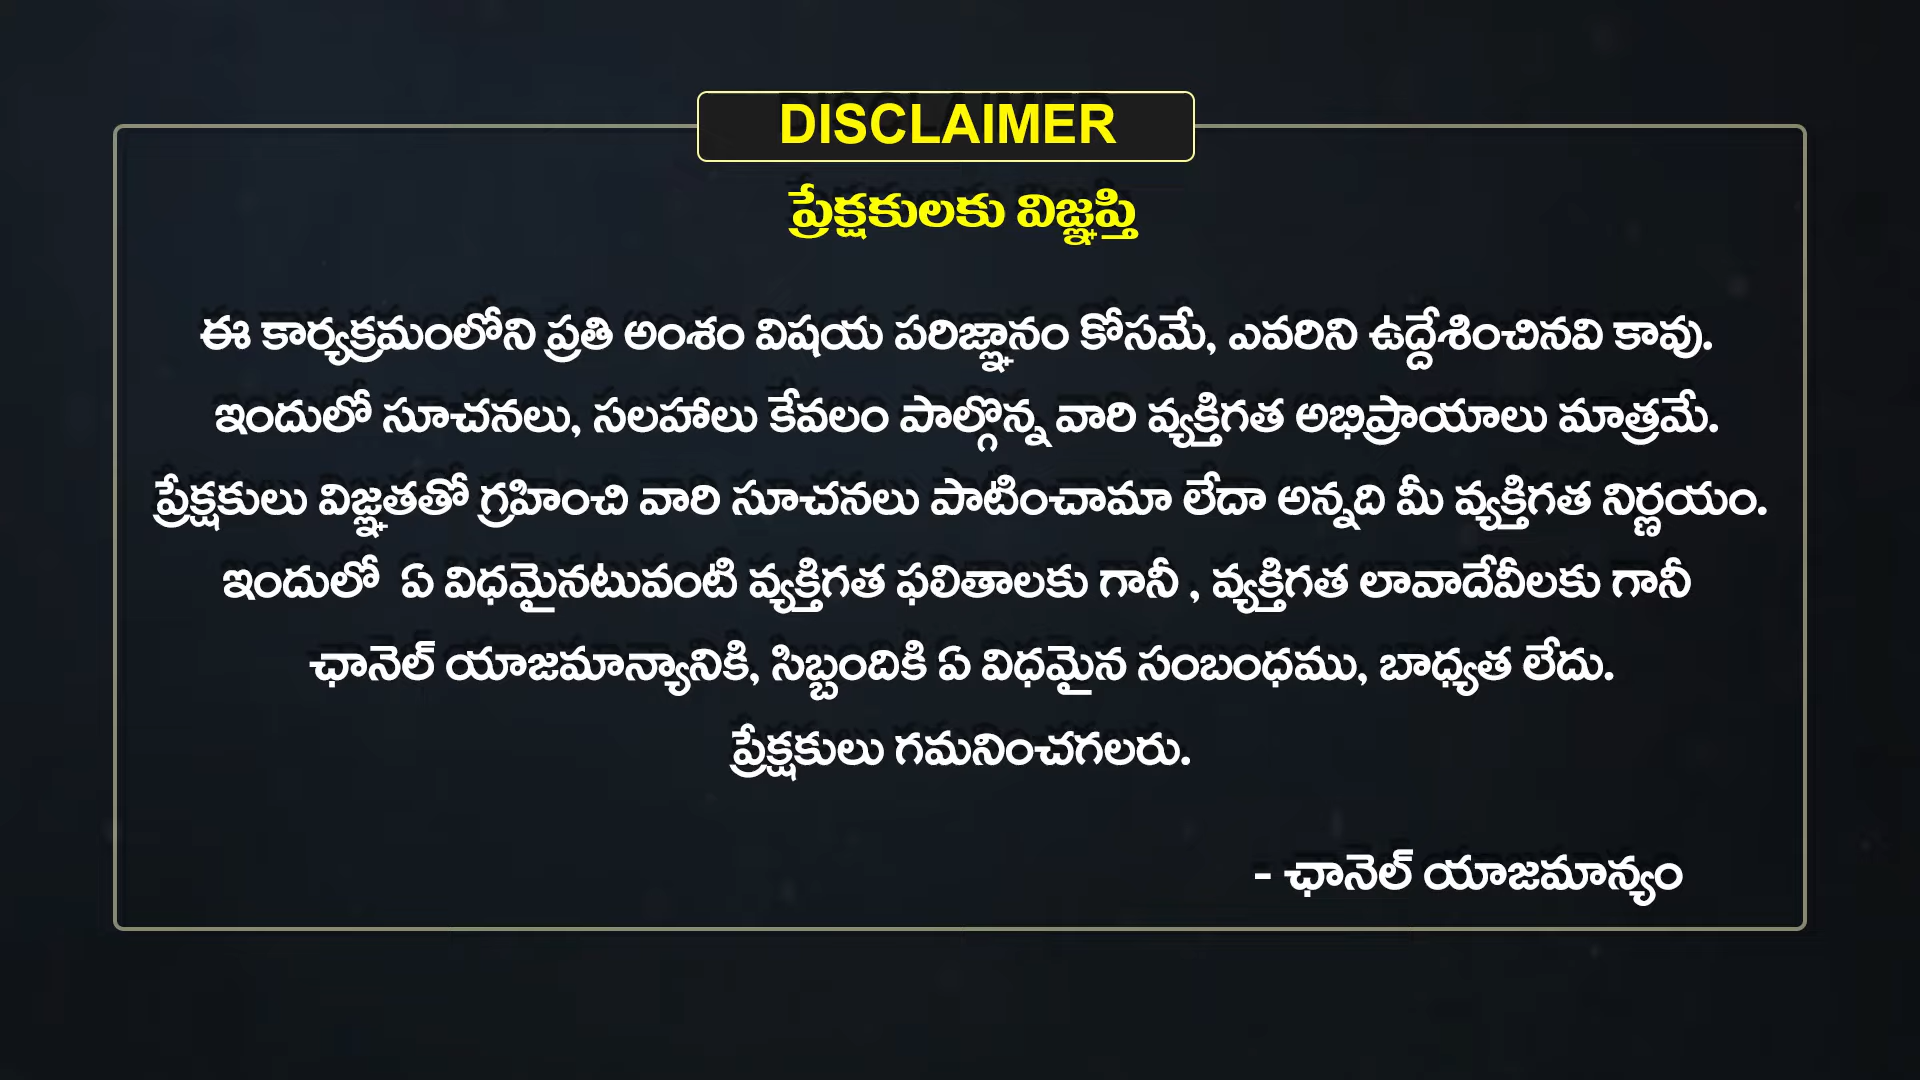 DISCLAIMER
ప్రేక్షకులకు విజ్ఞప్తి
ఈ కార్యక్రమంలోని ప్రతి అంశం విషయ పరిజ్ఞానం కోసమే, ఎవరిని ఉద్దేశించినవి కావు.
ఇందులో సూచనలు, సలహాలు కేవలం పాల్గొన్న వారి వ్యక్తిగత అభిప్రాయాలు మాత్రమే.
ప్రేక్షకులు విజ్ఞతతో గ్రహించి వారి సూచనలు పాటించామా లేదా అన్నది మీ వ్యక్తిగత నిర్ణయం.
ఇందులో ఏ విధమైనటువంటి వ్యక్తిగత ఫలితాలకు గానీ , వ్యక్తిగత లావాదేవీలకు గానీ
ఛానెల్ యాజమాన్యానికి, సిబ్బందికి ఏ విధమైన సంబంధము, బాధ్యత లేదు.
ప్రేక్షకులు గమనించగలరు.
- ఛానెల్ యాజమాన్యం